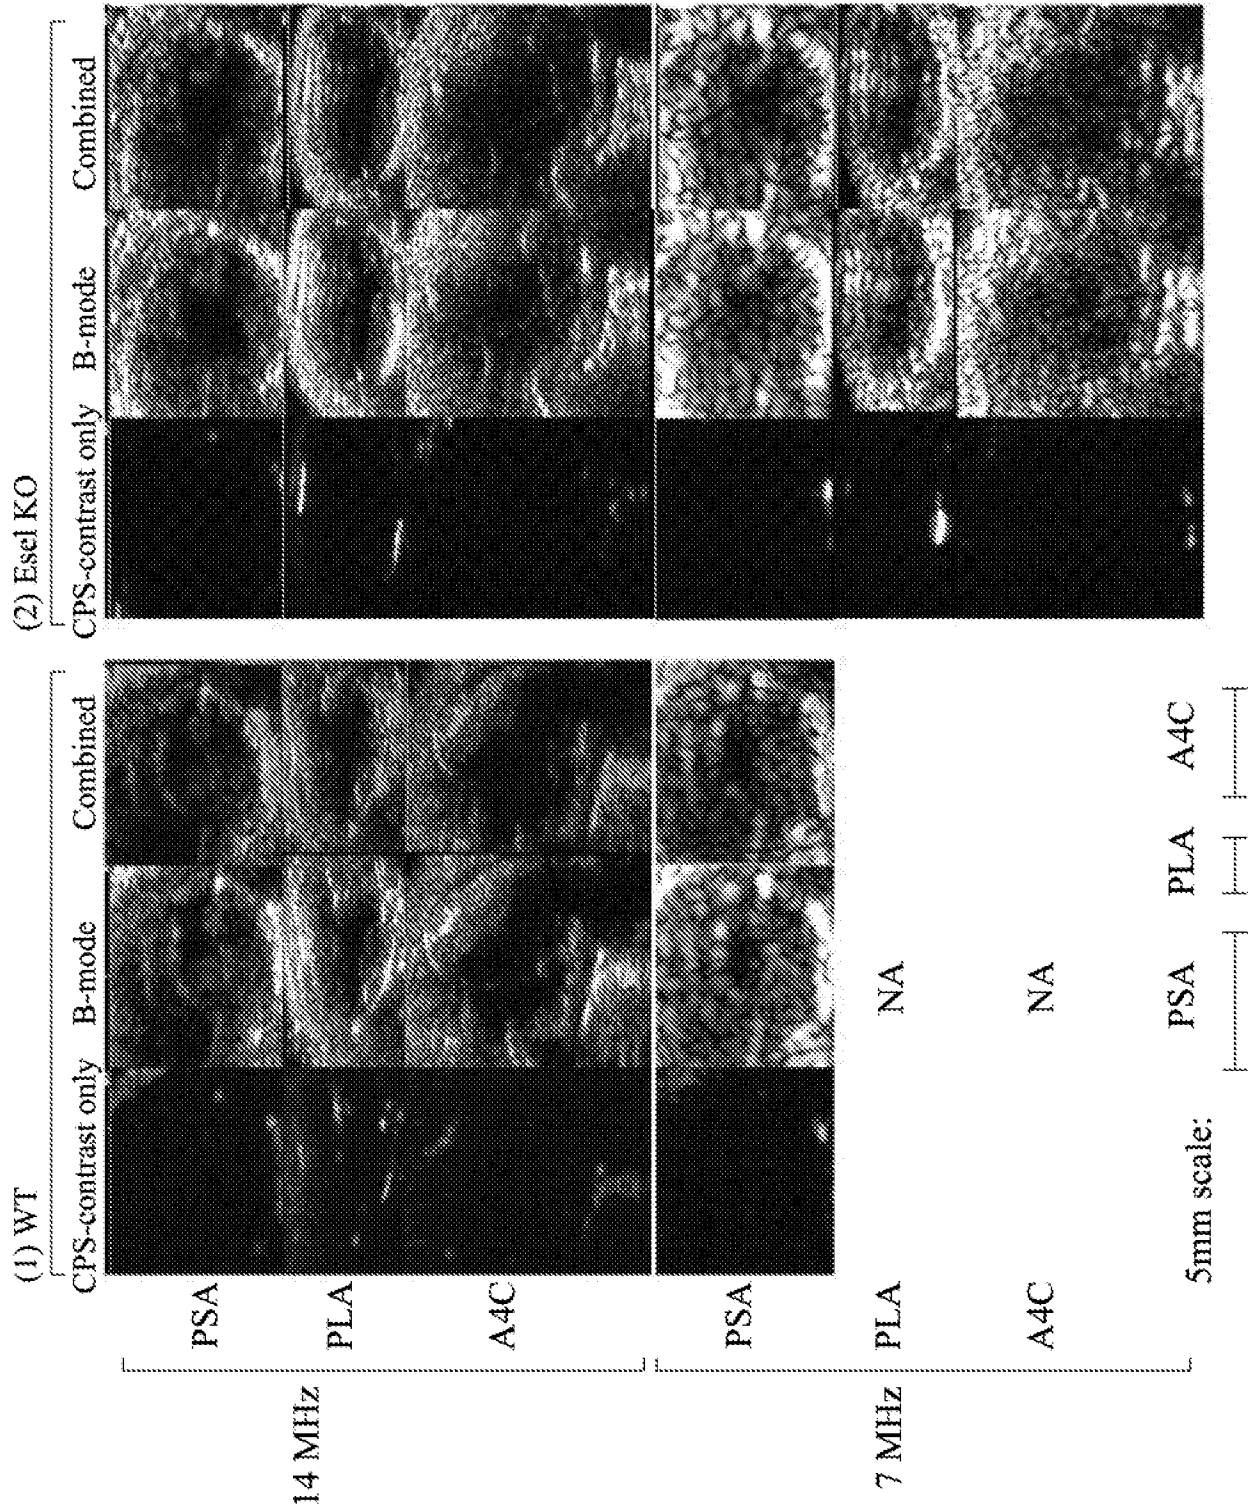 (1) WT
(2) Esel KO
CPS-contrast only B-mode Combined
CPS-contrast only B-mode Combined
14 MHz
PSA
PLA
A4C
7 MHz
PSA
PLA
NA
A4C
NA
5mm scale:
PSA
PLA
A4C